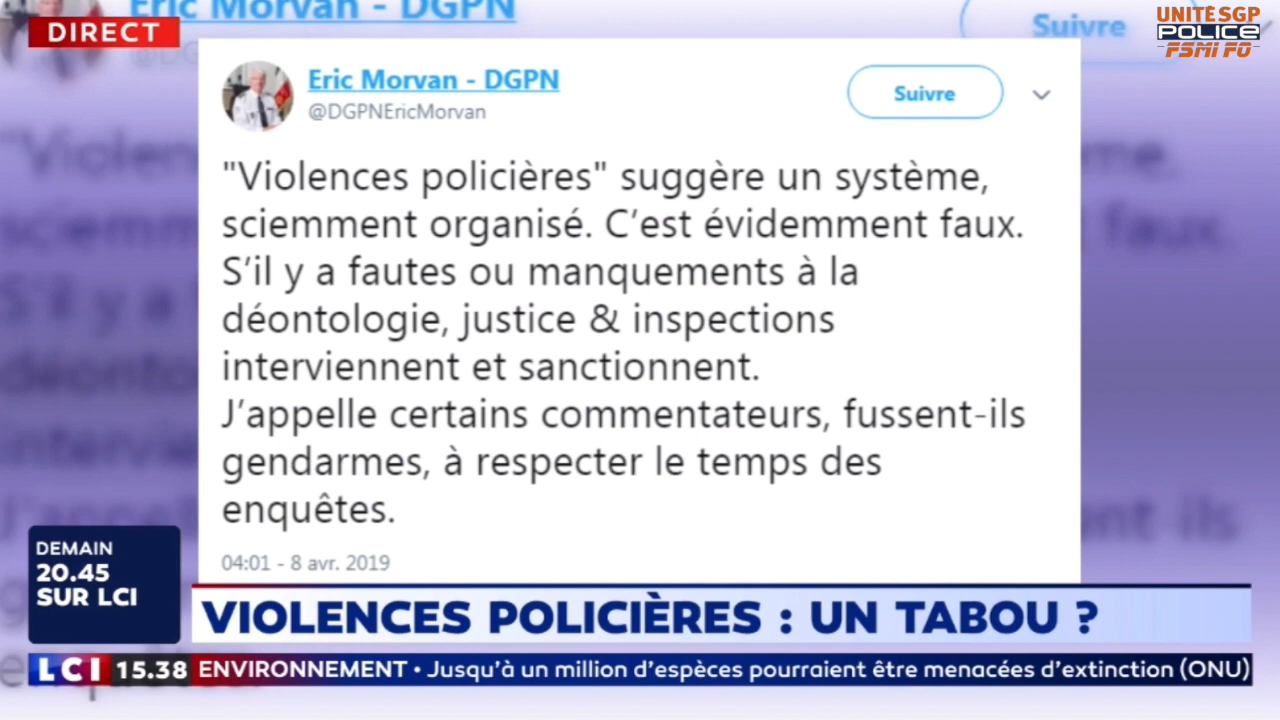 Eric Morvan - DGPN
Suivre
DIRECT
UNITÉ SGP
POLICE
FSMI FO
Eric Morvan - DGPN
@DGPNEricMorvan
Suivre
"Violences policières" suggère un système,
sciemment organisé. C’est évidemment faux.
S’il y a fautes ou manquements à la
déontologie, justice & inspections
interviennent et sanctionnent.
J’appelle certains commentateurs, fussent-ils
gendarmes, à respecter le temps des
enquêtes.
04:01 - 8 avr. 2019
DEMAIN
20.45
SUR LCI
VIOLENCES POLICIÈRES : UN TABOU ?
LCI 15.38 ENVIRONNEMENT • Jusqu’à un million d’espèces pourraient être menacées d’extinction (ONU)